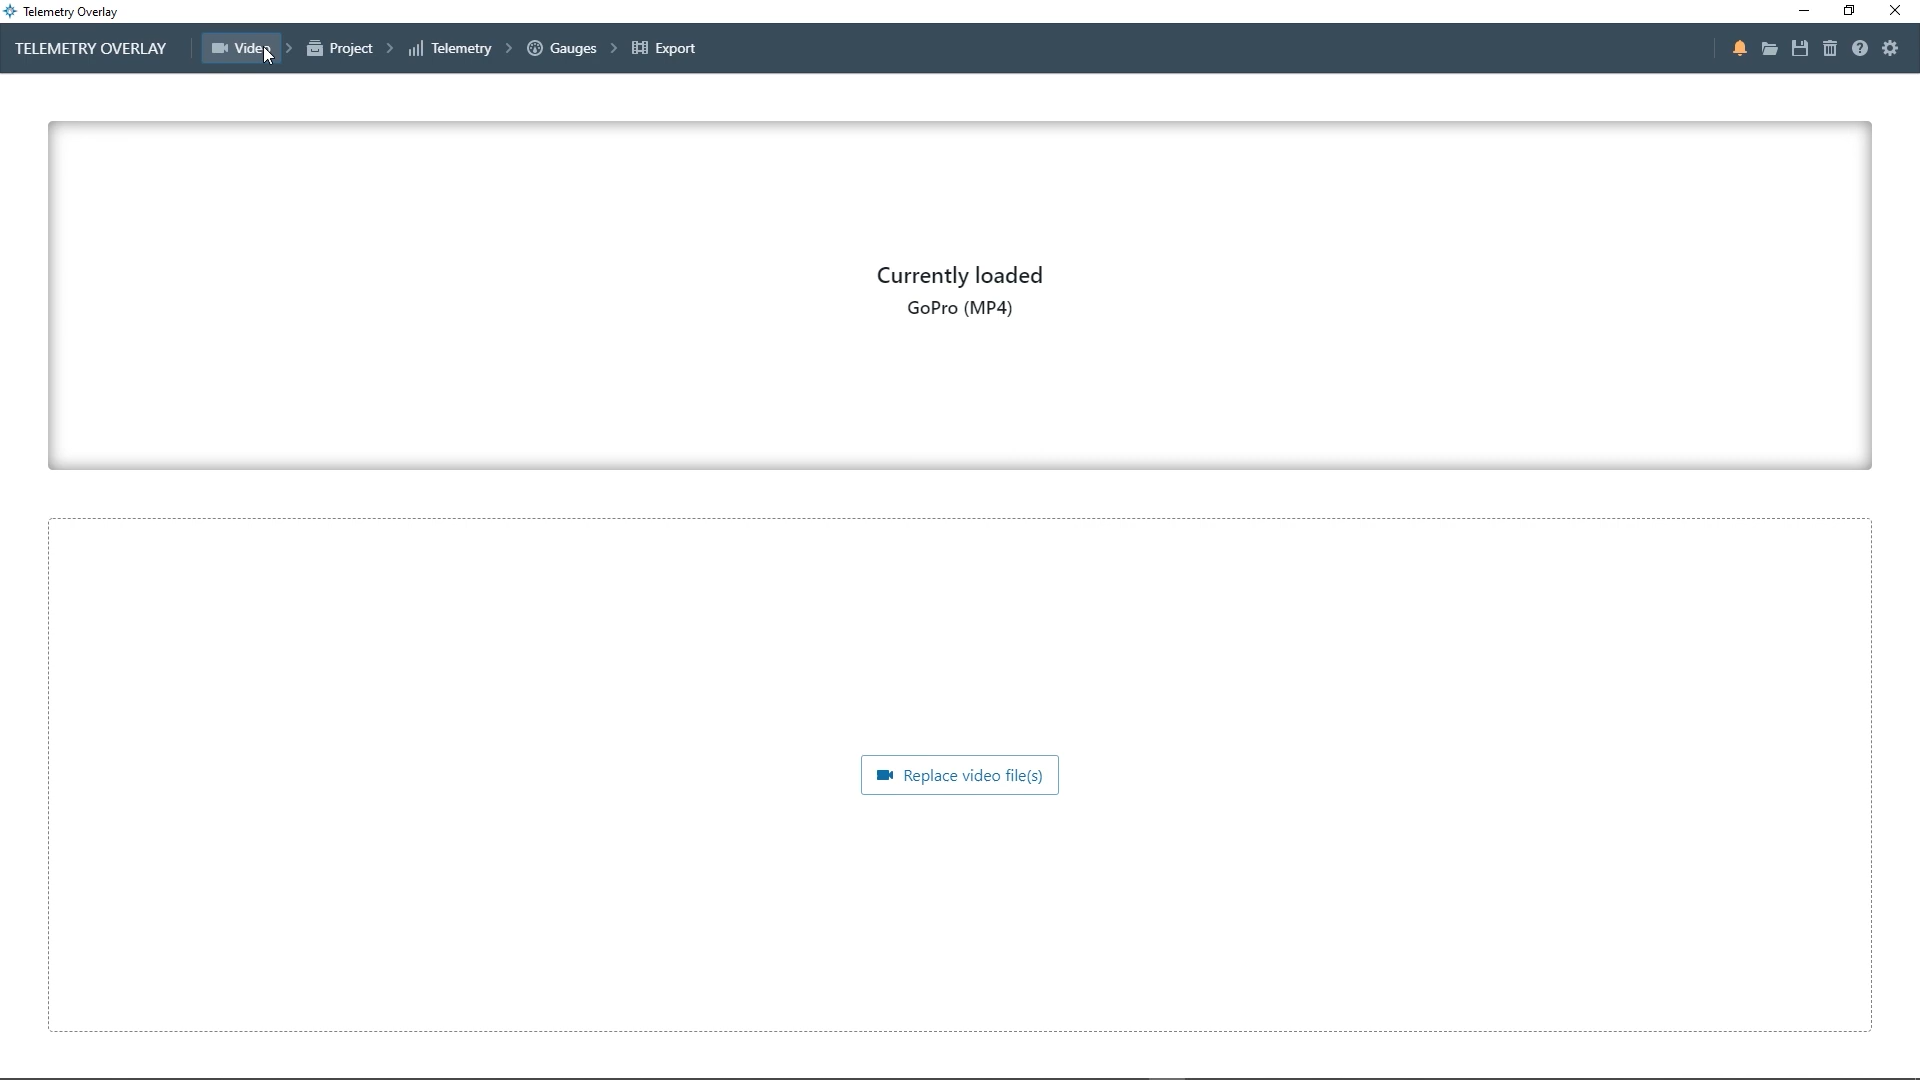 Telemetry Overlay
TELEMETRY OVERLAY Video Project Telemetry Gauges Export
Currently loaded
GoPro (MP4)
Replace video file(s)